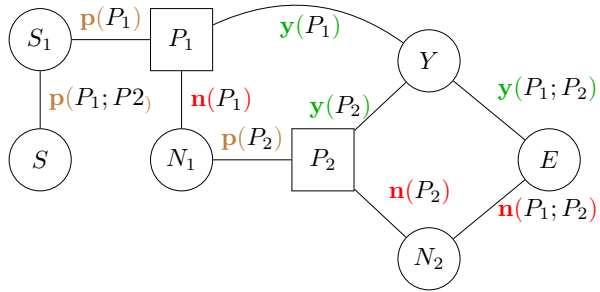 p(P1)
S1
P1
y(P1)
Y
p(P1; P2)
n(P1)
y(P2)
y(P1; P2)
S
N1
p(P2)
P2
E
n(P2)
n(P1; P2)
N2